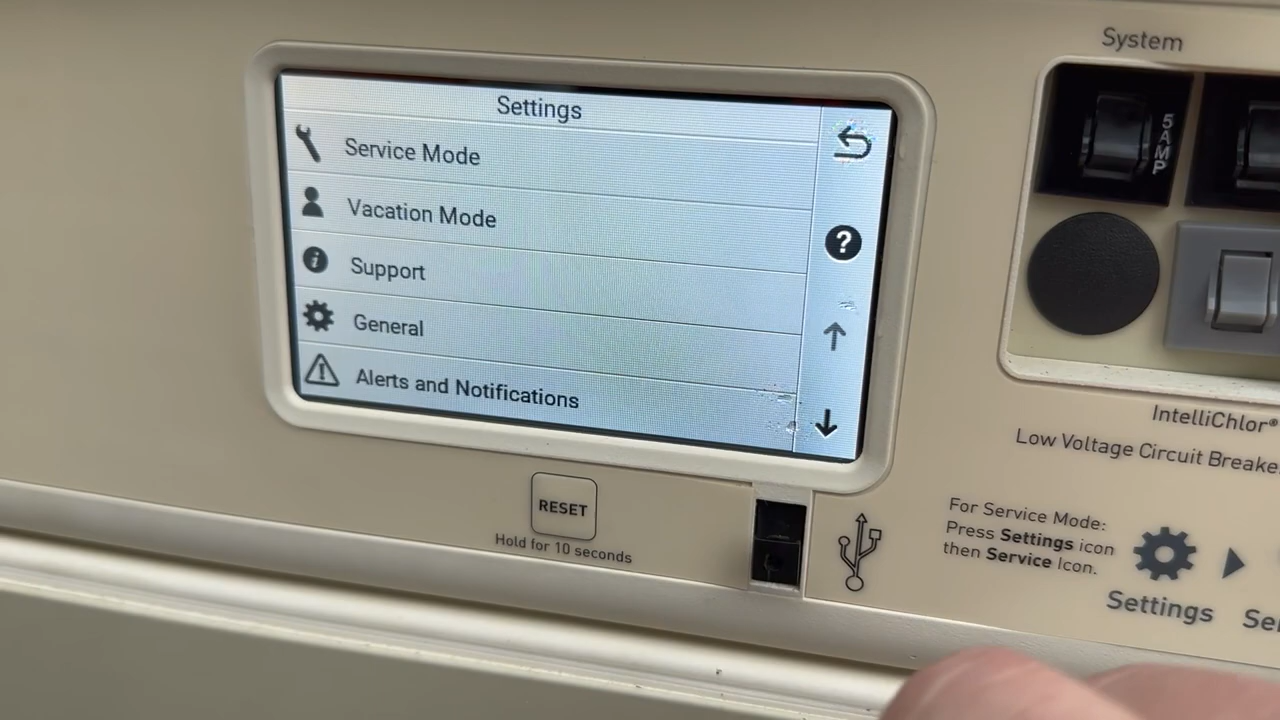 System
Settings
Service Mode
Vacation Mode
Support
General
Alerts and Notifications
?
5 AMP
IntelliChlor®
Low Voltage Circuit
RESET
Hold for 10 seconds
For Service Mode:
Press Settings icon
then Service Icon.
Settings